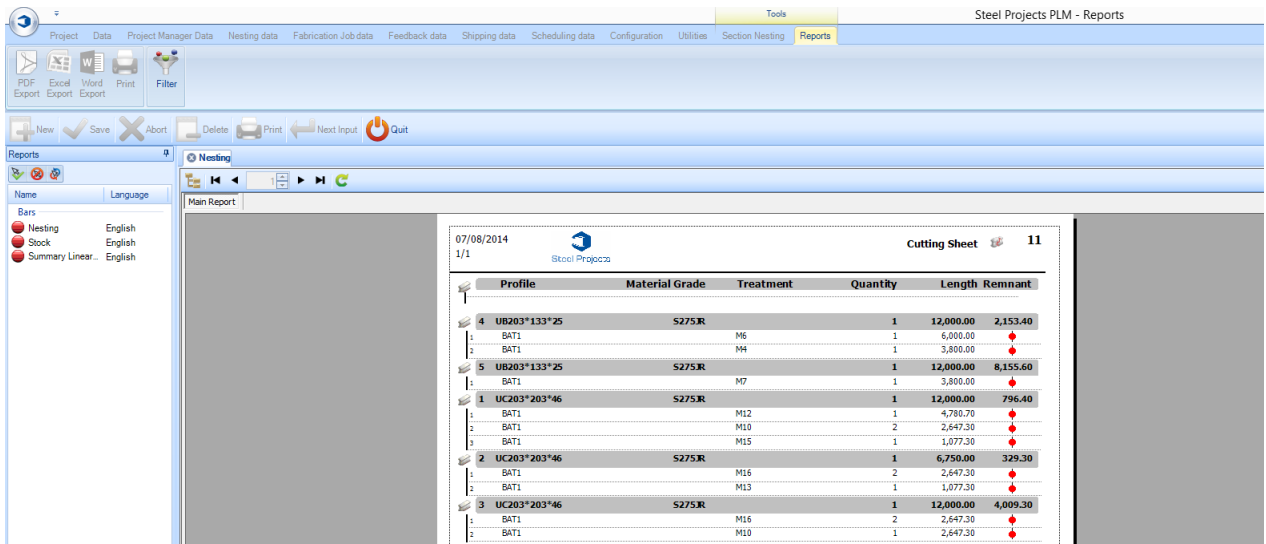 Tools
Steel Projects PLM - Reports
Project Data Project Manager Data Nesting data Fabrication Job data Feedback data Shipping data Scheduling data Configuration Utilities Section Nesting Reports
PDF Export Excel Export Word Export Print Filter
New Save Abort Delete Print Next Input Quit
Reports
Nesting
1
Name Language
Main Report
Bars
Nesting English
Stock English
Summary Linear... English
07/08/2014
1/1
Steel Projects
Cutting Sheet 11
Profile Material Grade Treatment Quantity Length Remnant
4 UB203*133*25 S275JR 1 12,000.00 2,153.40
1 BAT1 M6 1 6,000.00
2 BAT1 M4 1 3,800.00
5 UB203*133*25 S275JR 1 12,000.00 8,155.60
1 BAT1 M7 1 3,800.00
1 UC203*203*46 S275JR 1 12,000.00 796.40
1 BAT1 M12 1 4,780.70
2 BAT1 M10 2 2,647.30
3 BAT1 M15 1 1,077.30
2 UC203*203*46 S275JR 1 6,750.00 329.30
1 BAT1 M16 2 2,647.30
2 BAT1 M13 1 1,077.30
3 UC203*203*46 S275JR 1 12,000.00 4,009.30
1 BAT1 M16 2 2,647.30
2 BAT1 M10 1 2,647.30